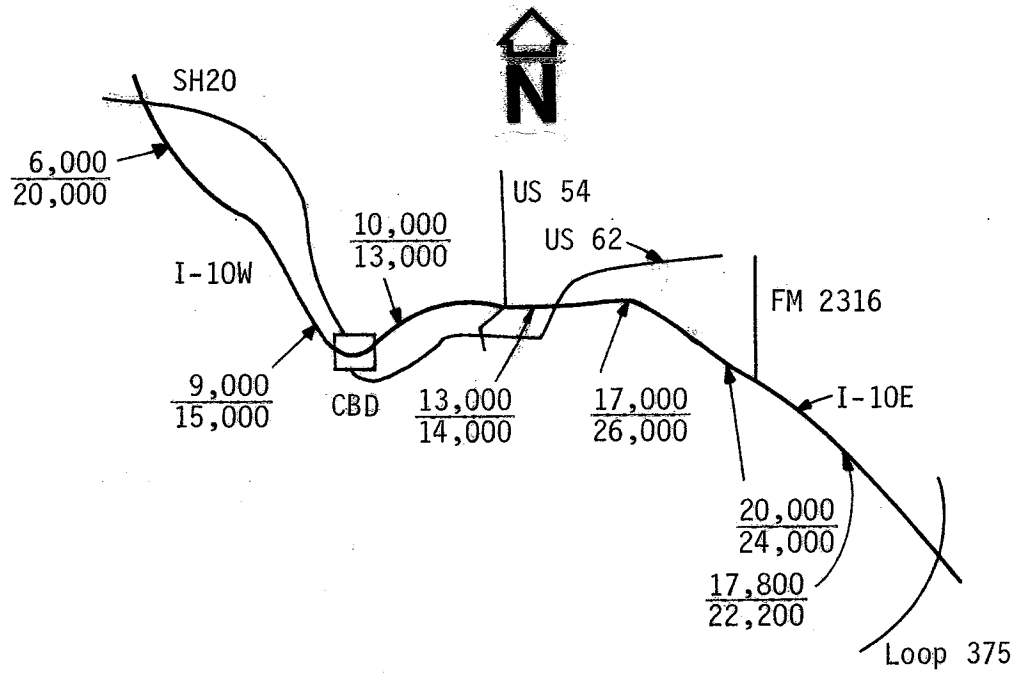 N
SH20
6,000
20,000
US 54
10,000
13,000
US 62
I-10W
FM 2316
9,000
15,000
CBD
13,000
14,000
17,000
26,000
I-10E
20,000
24,000
17,800
22,200
Loop 375